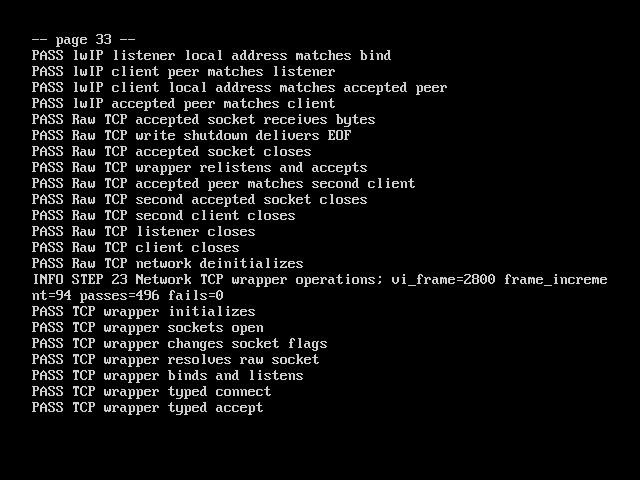 -- page 33 --
PASS lwIP listener local address matches bind
PASS lwIP client peer matches listener
PASS lwIP client local address matches accepted peer
PASS lwIP accepted peer matches client
PASS Raw TCP accepted socket receives bytes
PASS Raw TCP write shutdown delivers EOF
PASS Raw TCP accepted socket closes
PASS Raw TCP wrapper relistens and accepts
PASS Raw TCP accepted peer matches second client
PASS Raw TCP second accepted socket closes
PASS Raw TCP second client closes
PASS Raw TCP listener closes
PASS Raw TCP client closes
PASS Raw TCP network deinitializes
INFO STEP 23 Network TCP wrapper operations; vi_frame=2800 frame_increme
nt=94 passes=496 fails=0
PASS TCP wrapper initializes
PASS TCP wrapper sockets open
PASS TCP wrapper changes socket flags
PASS TCP wrapper resolves raw socket
PASS TCP wrapper binds and listens
PASS TCP wrapper typed connect
PASS TCP wrapper typed accept